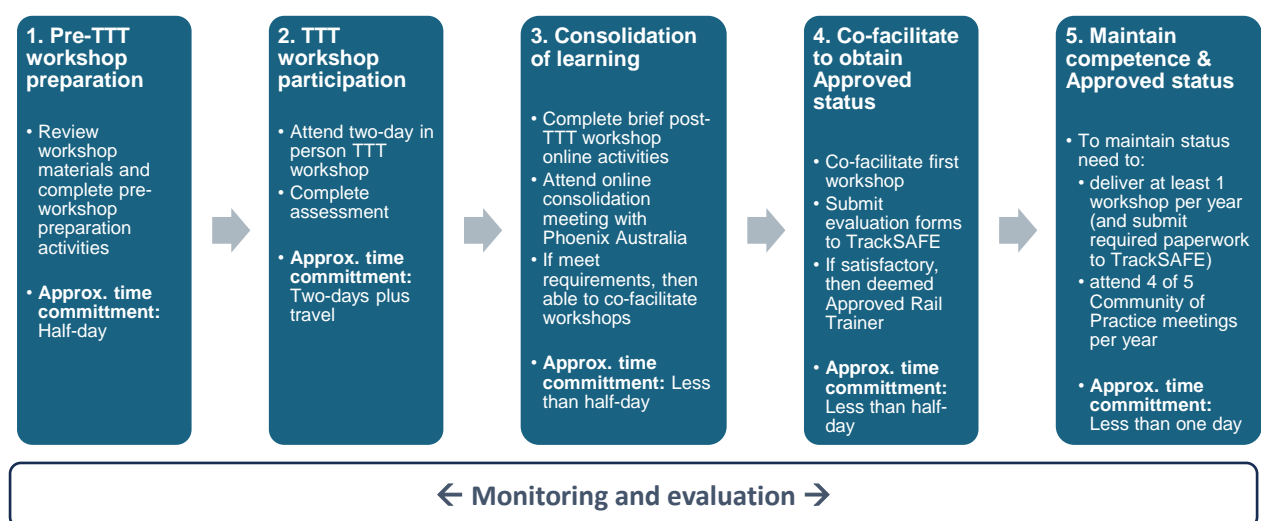 1. Pre-TTT
workshop
preparation
• Review
workshop
materials and
complete pre-
workshop
preparation
activities
• Approx. time
committment:
Half-day
2. TTT
workshop
participation
• Attend two-day in
person TTT
workshop
• Complete
assessment
• Approx. time
committment:
Two-days plus
travel
3. Consolidation
of learning
• Complete brief post-
TTT workshop
online activities
• Attend online
consolidation
meeting with
Phoenix Australia
• If meet
requirements, then
able to co-facilitate
workshops
• Approx. time
committment: Less
than half-day
4. Co-facilitate
to obtain
Approved
status
• Co-facilitate first
workshop
• Submit
evaluation forms
to TrackSAFE
• If satisfactory,
then deemed
Approved Rail
Trainer
• Approx. time
committment:
Less than half-
day
5. Maintain
competence &
Approved status
• To maintain status
need to:
• deliver at least 1
workshop per year
(and submit
required paperwork
to TrackSAFE)
• attend 4 of 5
Community of
Practice meetings
per year
• Approx. time
committment:
Less than one day
← Monitoring and evaluation →